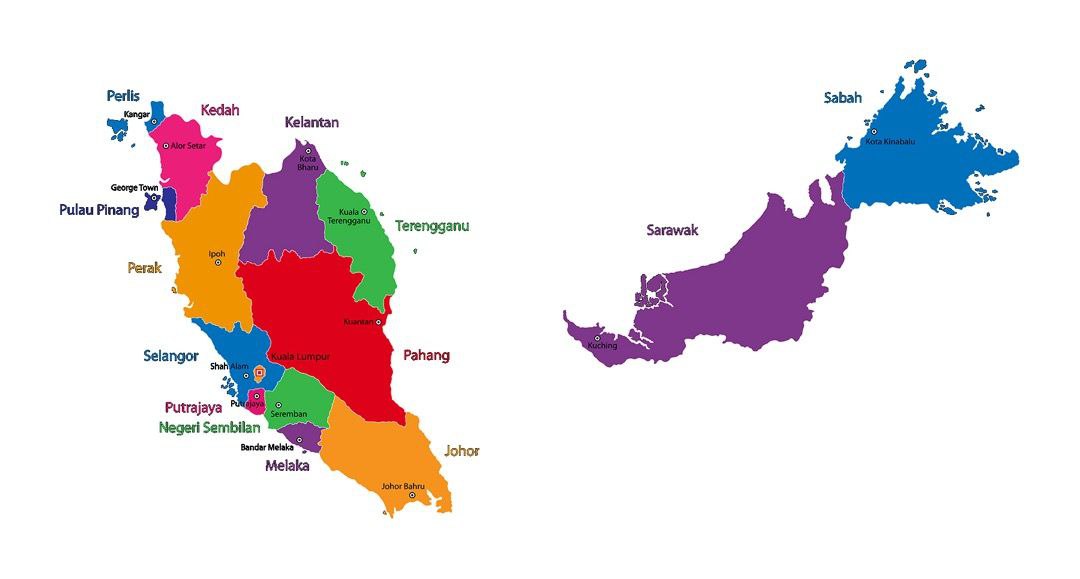 Perlis
Kangar
Kedah
Alor Setar
Kelantan
Kota
Bharu
George Town
Pulau Pinang
Kuala
Terengganu
Terengganu
Ipoh
Perak
Kuantan
Selangor
Kuala Lumpur
Pahang
Shah Alam
Putrajaya
Putrajaya
Seremban
Negeri Sembilan
Bandar Melaka
Melaka
Johor
Johor Bahru
Sabah
Kota Kinabalu
Sarawak
Kuching